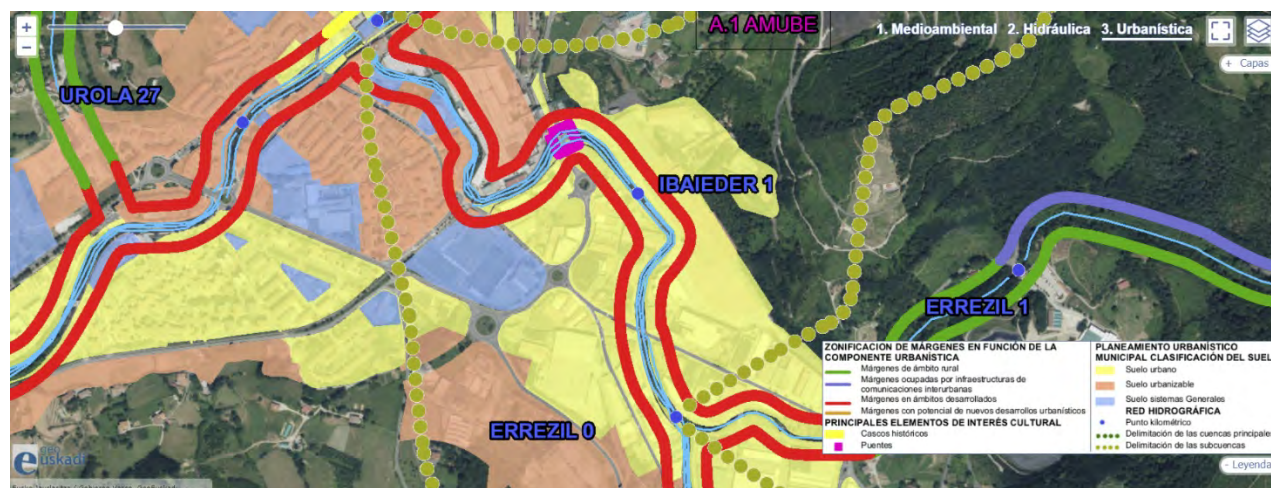 +
−
A.1 AMUBE
1. Medioambiental 2. Hidráulica 3. Urbanística
+ Capas
UROLA 27
IBAIEDER 1
ERREZIL 1
ERREZIL 0
ZONIFICACIÓN DE MÁRGENES EN FUNCIÓN DE LA
COMPONENTE URBANÍSTICA
Márgenes de ámbito rural
Márgenes ocupadas por infraestructuras de
comunicaciones interurbanas
Márgenes en ámbitos desarrollados
Márgenes con potencial de nuevos desarrollos urbanísticos
PRINCIPALES ELEMENTOS DE INTERÉS CULTURAL
Cascos históricos
Puentes
PLANEAMIENTO URBANÍSTICO
MUNICIPAL CLASIFICACIÓN DEL SUEL
Suelo urbano
Suelo urbanizable
Suelo sistemas Generales
RED HIDROGRÁFICA
Punto kilométrico
Delimitación de las cuencas principales
Delimitación de las subcuencas
- Leyenda